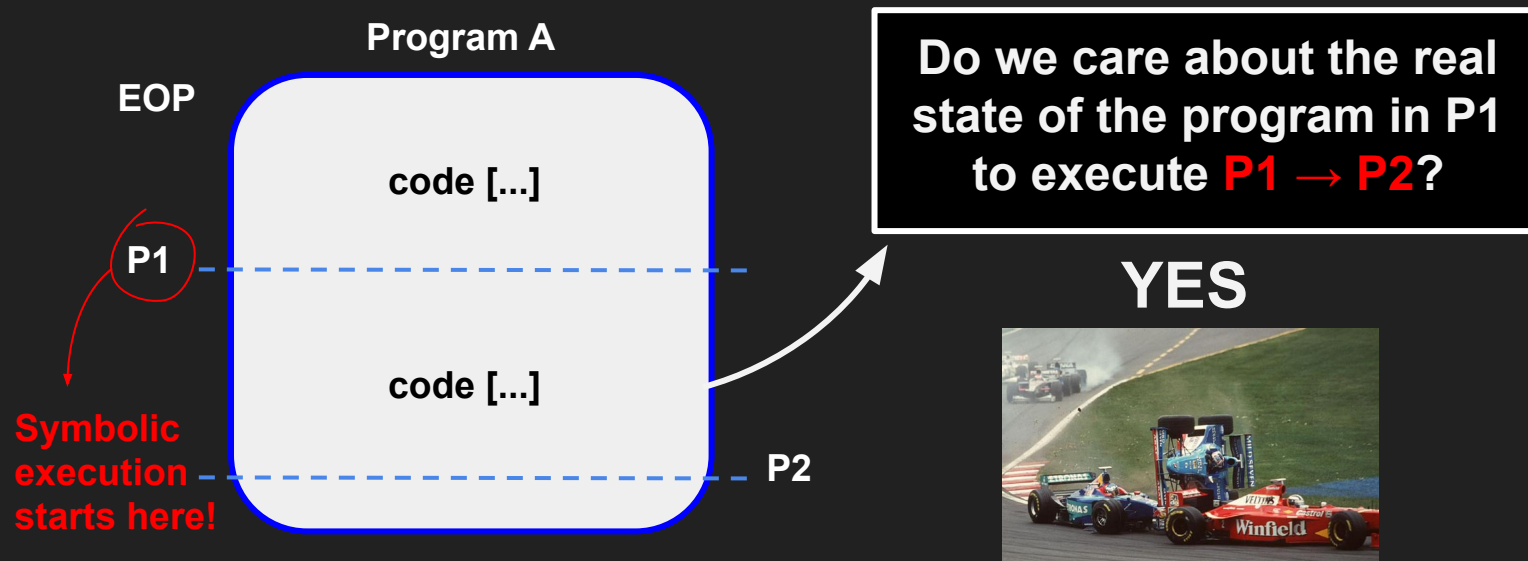 Program A
EOP
code [...]
P1
code [...]
Symbolic
execution
starts here!
P2
Do we care about the real
state of the program in P1
to execute P1 → P2?
YES
Winfield